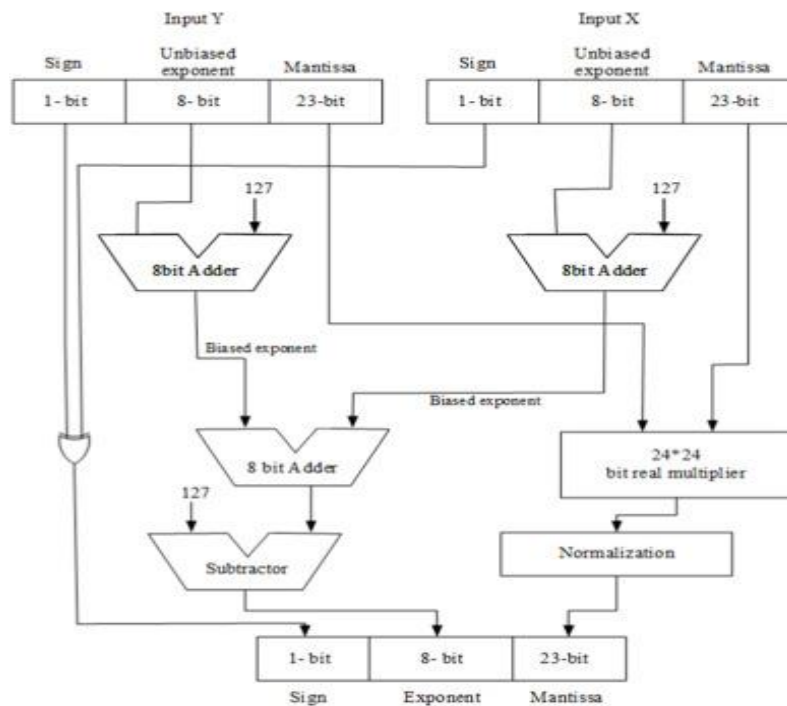 Input Y
Input X
Sign
Unbiased
exponent
Mantissa
Sign
Unbiased
exponent
Mantissa
1- bit
8- bit
23-bit
1- bit
8- bit
23-bit
127
127
8bit Adder
8bit Adder
Biased exponent
Biased exponent
8 bit Adder
24*24
bit real multiplier
127
Subtractor
Normalization
1- bit
8- bit
23-bit
Sign
Exponent
Mantissa